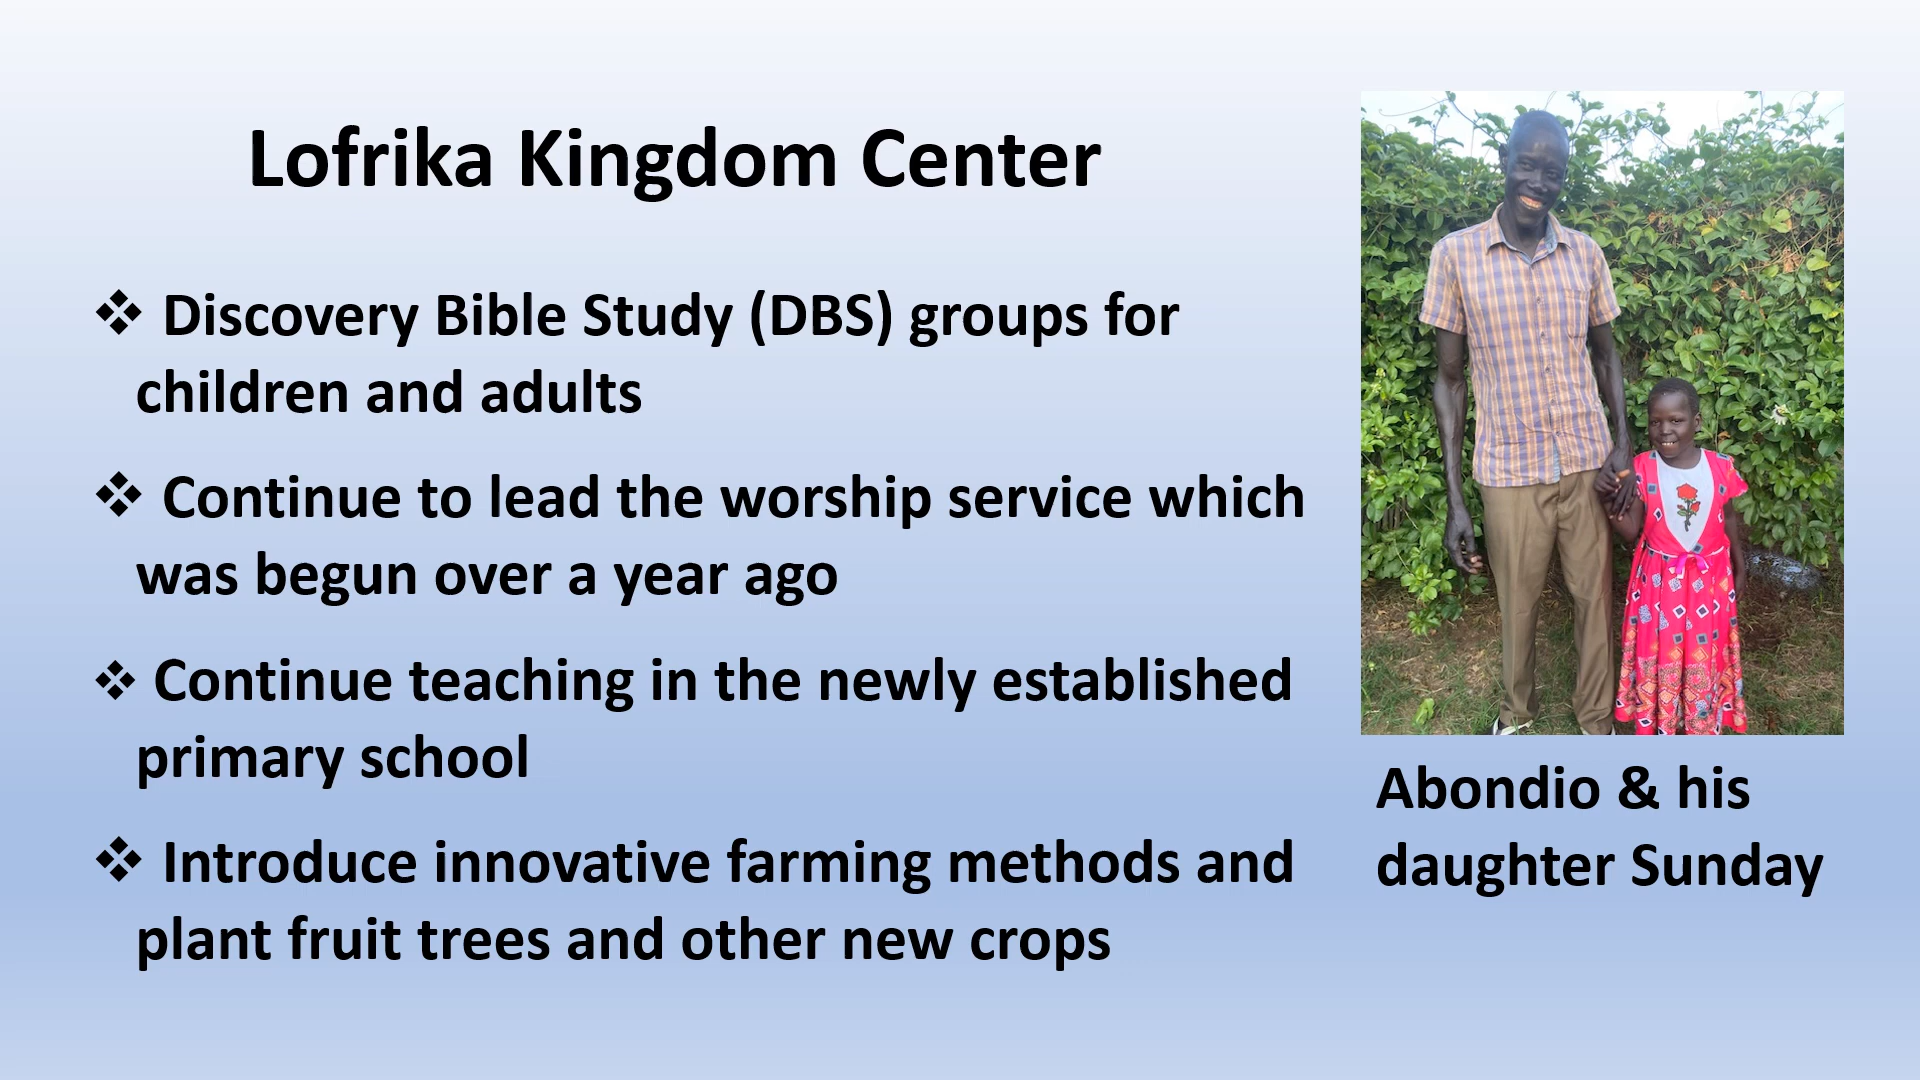 Lofrika Kingdom Center
❖ Discovery Bible Study (DBS) groups for
children and adults
❖ Continue to lead the worship service which
was begun over a year ago
❖ Continue teaching in the newly established
primary school
❖ Introduce innovative farming methods and
plant fruit trees and other new crops
Abondio & his
daughter Sunday